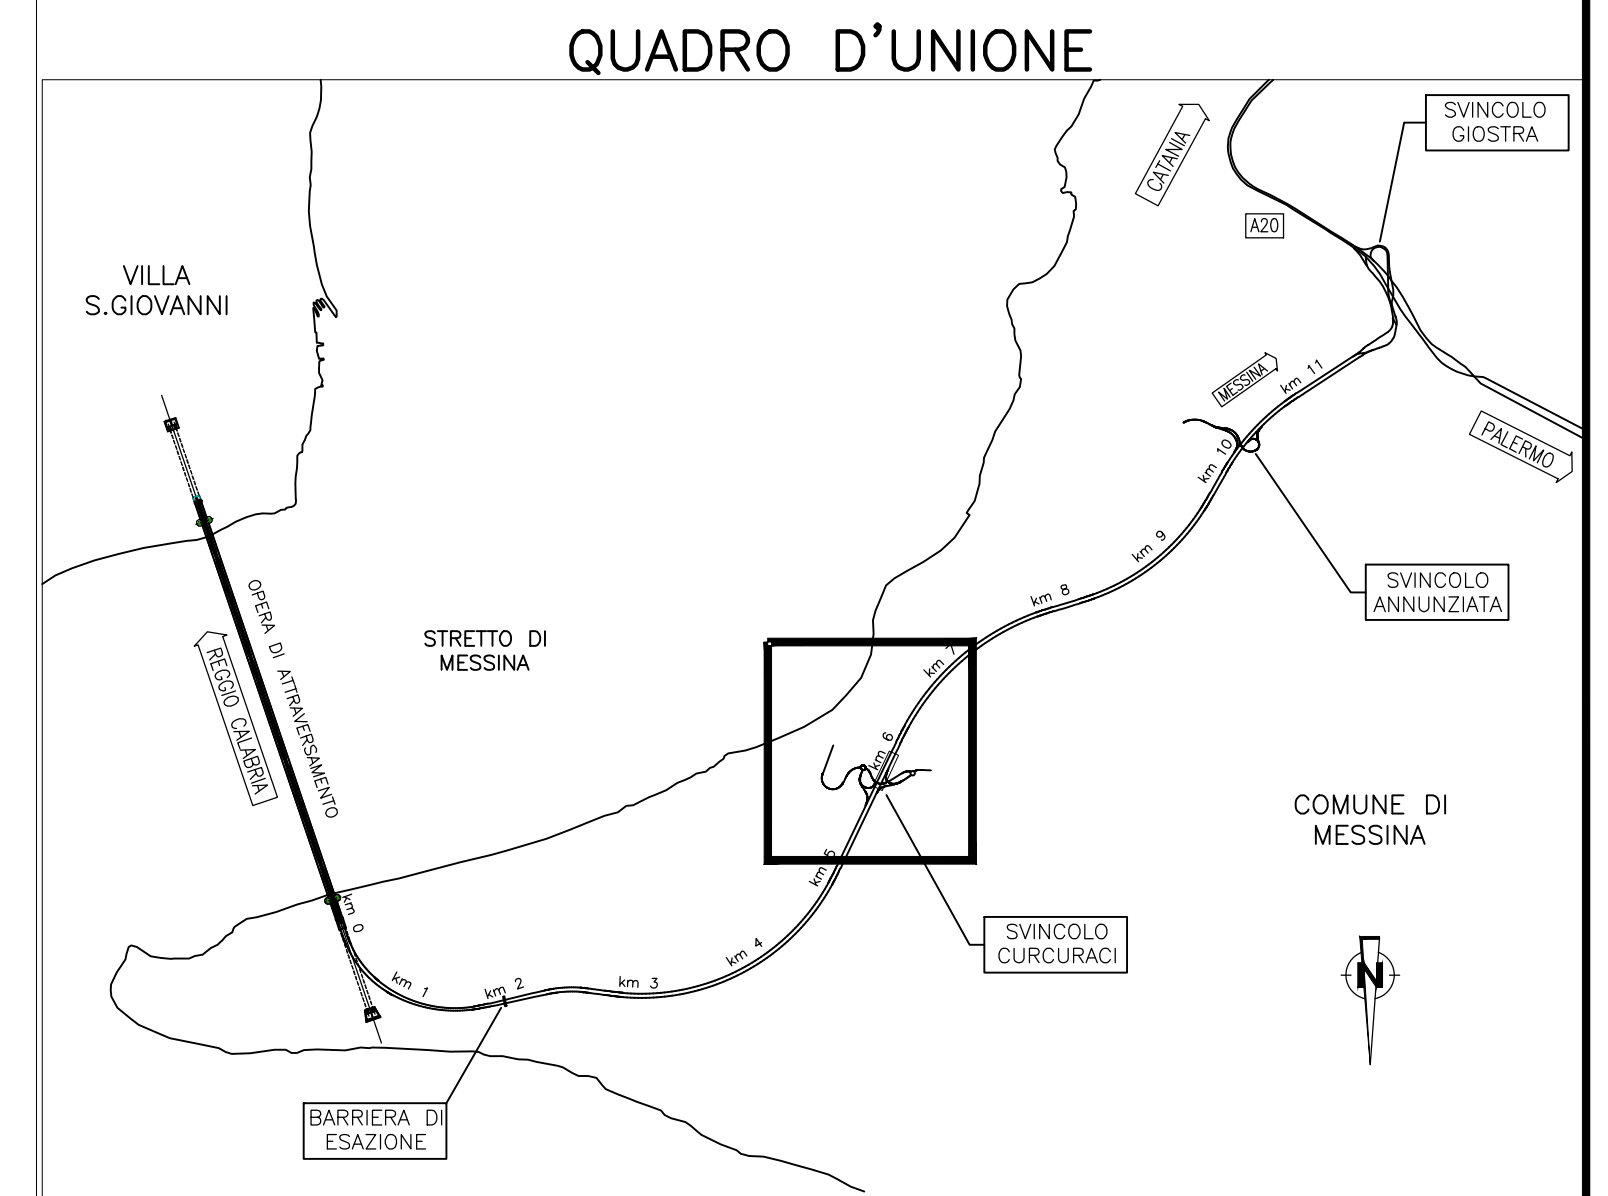 QUADRO D'UNIONE
SVINCOLO
GIOSTRA
CATANIA
A20
VILLA
S.GIOVANNI
MESSINA
km 11
PALERMO
km 10
km 9
SVINCOLO
ANNUNZIATA
km 8
OPERA DI ATTRAVERSAMENTO
REGGIO CALABRIA
STRETTO DI
MESSINA
km 7
km 6
COMUNE DI
MESSINA
km 5
km 0
SVINCOLO
CURCURACI
km 4
km 3
km 2
km 1
N
BARRIERA DI
ESAZIONE